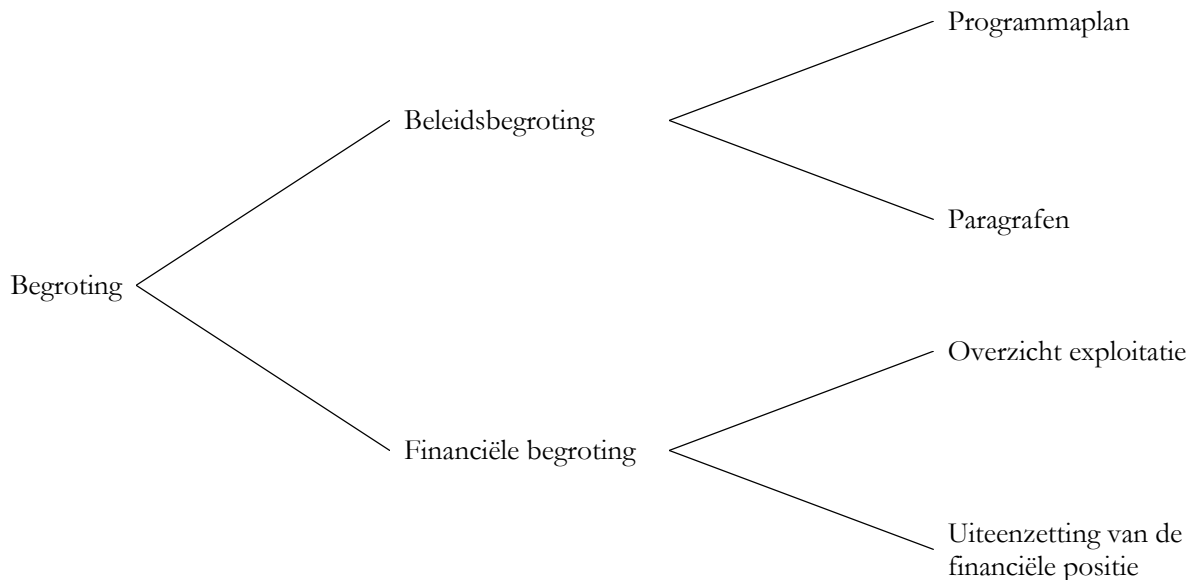 Programmaplan
Beleidsbegroting
Paragrafen
Begroting
Overzicht exploitatie
Financiële begroting
Uiteenzetting van de
financiële positie